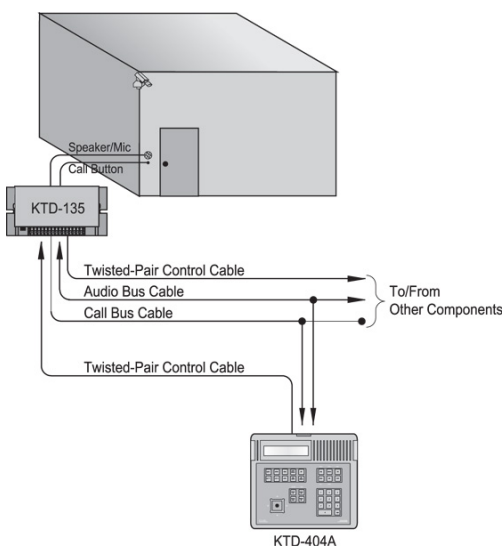 Speaker/Mic
Call Button
KTD-135
Twisted-Pair Control Cable
Audio Bus Cable
Call Bus Cable
To/From
Other Components
Twisted-Pair Control Cable
KTD-404A